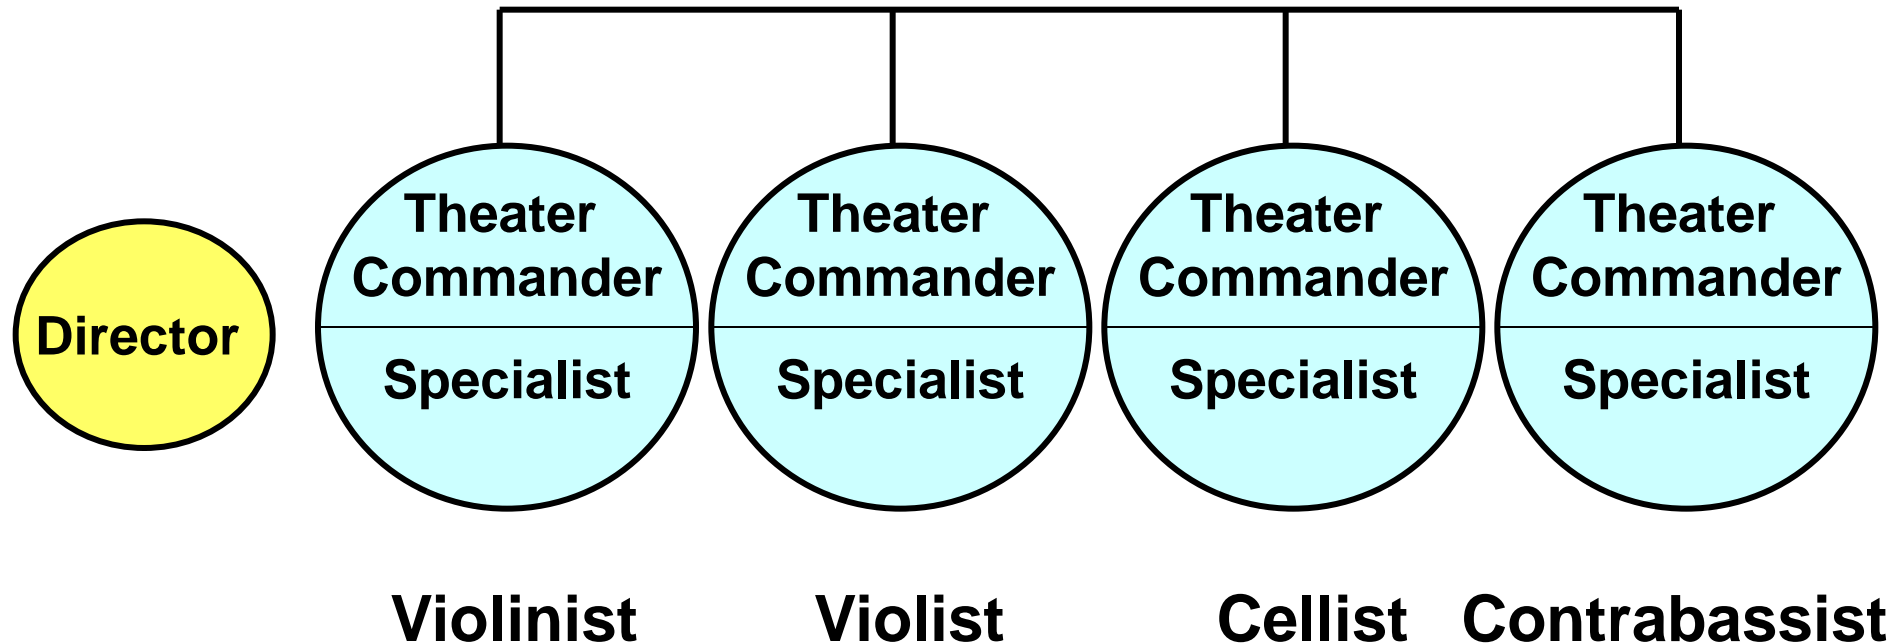 Director
Theater
Commander
Specialist
Theater
Commander
Specialist
Theater
Commander
Specialist
Theater
Commander
Specialist
Violinist
Violist
Cellist
Contrabassist